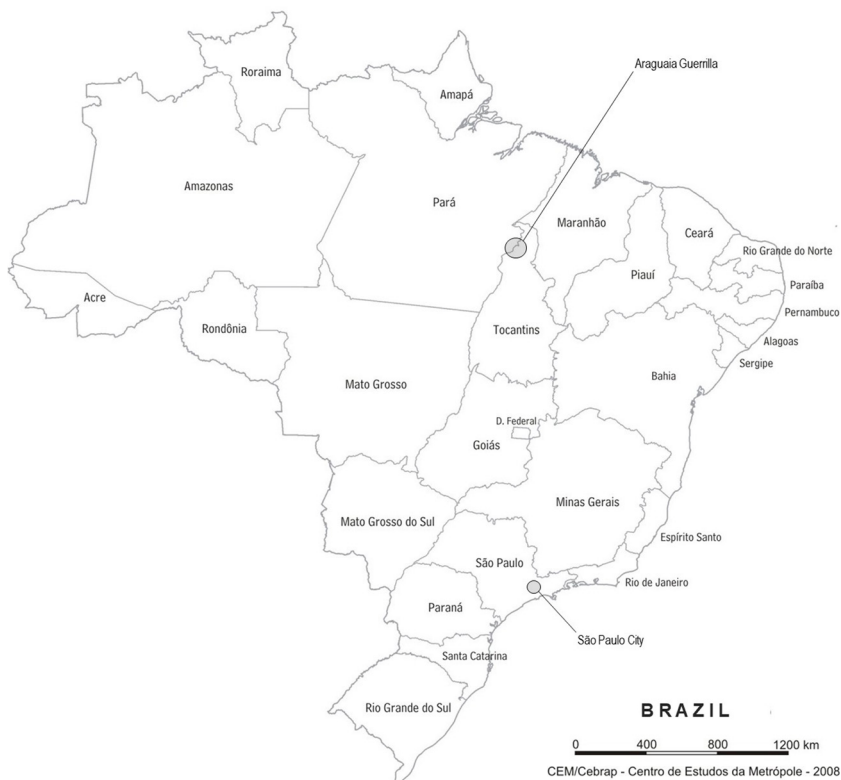 Araguaia Guerrilla
Roraima
Amapá
Amazonas
Pará
Maranhão
Ceará
Rio Grande do Norte
Piauí
Paraíba
Acre
Pernambuco
Rondônia
Tocantins
Alagoas
Sergipe
Mato Grosso
Bahia
D. Federal
Goiás
Minas Gerais
Mato Grosso do Sul
Espírito Santo
São Paulo
Rio de Janeiro
Paraná
São Paulo City
Santa Catarina
Rio Grande do Sul
BRAZIL
0 400 800 1200 km
CEM/Cebrap - Centro de Estudos da Metrópole - 2008